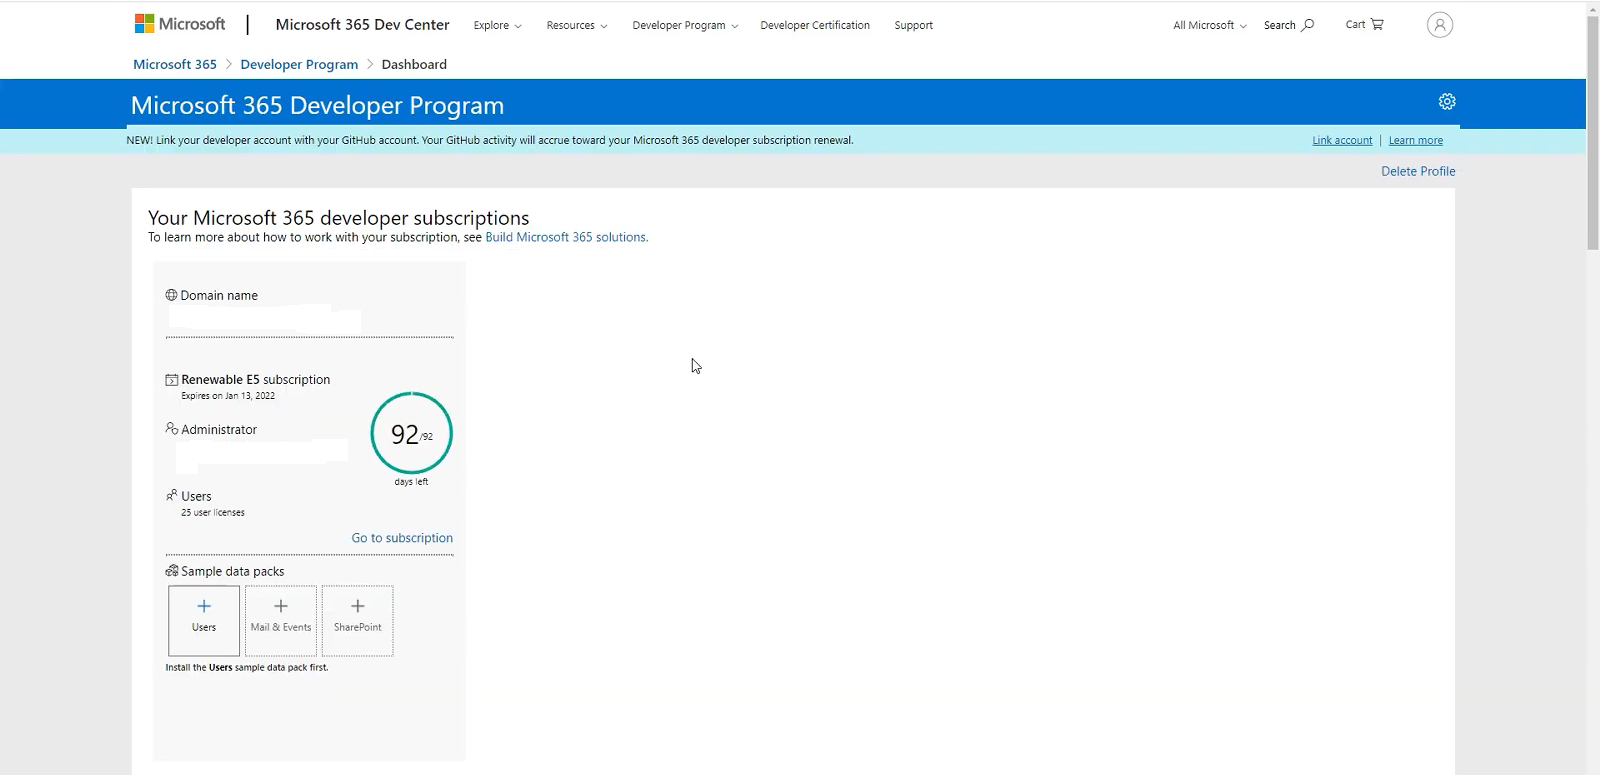 Microsoft | Microsoft 365 Dev Center Explore Resources Developer Program Developer Certification Support All Microsoft Search Cart
Microsoft 365 > Developer Program > Dashboard
Microsoft 365 Developer Program
NEW! Link your developer account with your GitHub account. Your GitHub activity will accrue toward your Microsoft 365 developer subscription renewal. Link account | Learn more
Delete Profile
Your Microsoft 365 developer subscriptions
To learn more about how to work with your subscription, see Build Microsoft 365 solutions.
Domain name
Renewable E5 subscription
Expires on Jan 13, 2022
Administrator
92/92
days left
Users
25 user licenses
Go to subscription
Sample data packs
Users Mail & Events SharePoint
Install the Users sample data pack first.